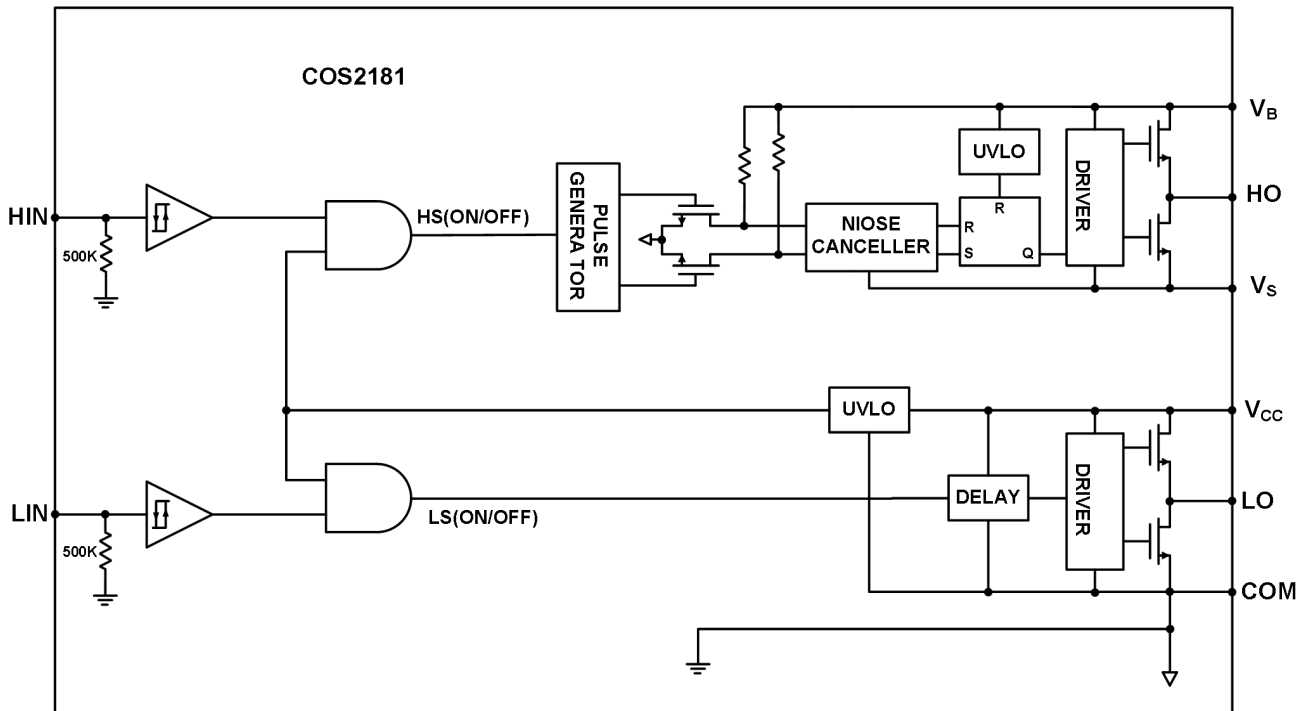 COS2181
V_B
UVLO
DRIVER
HIN
HS(ON/OFF)
PULSE
GENERA TOR
HO
R
NIOSE
CANCELLER
R
S
Q
500K
V_S
UVLO
V_CC
LIN
LS(ON/OFF)
DELAY
DRIVER
LO
500K
COM